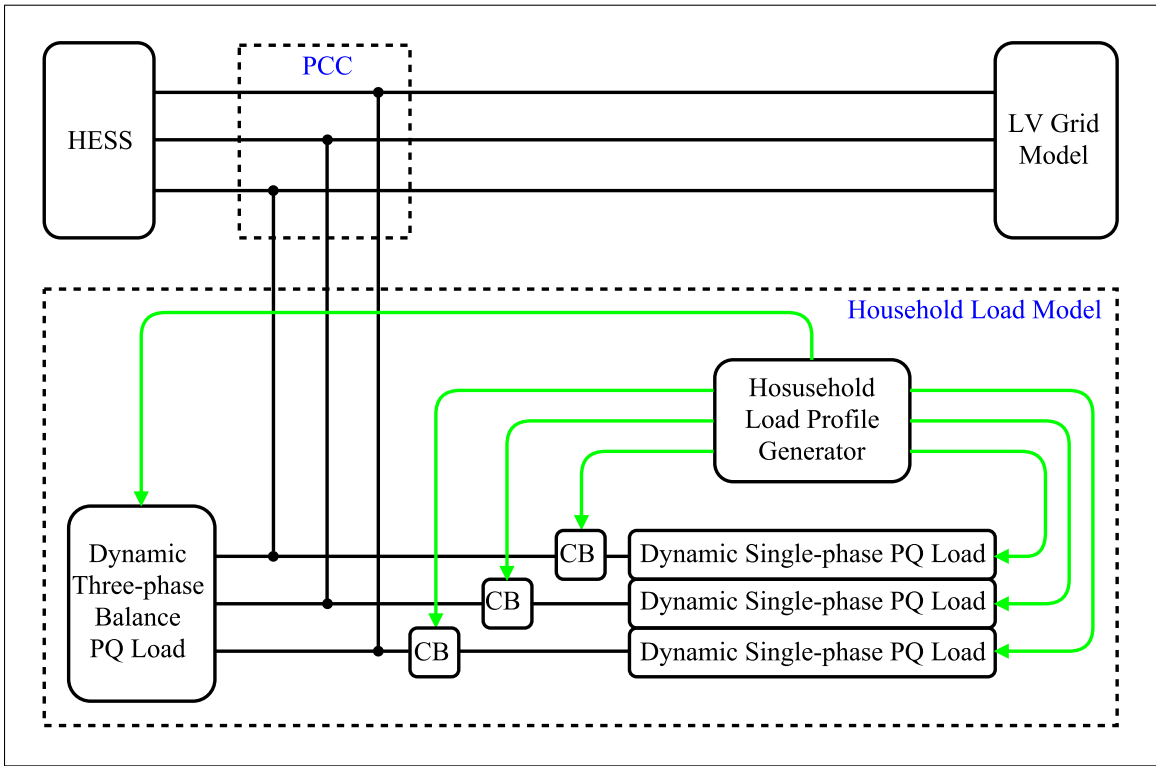 PCC
HESS
LV Grid
Model
Household Load Model
Hosusehold
Load Profile
Generator
Dynamic
Three-phase
Balance
PQ Load
CB
Dynamic Single-phase PQ Load
CB
Dynamic Single-phase PQ Load
CB
Dynamic Single-phase PQ Load